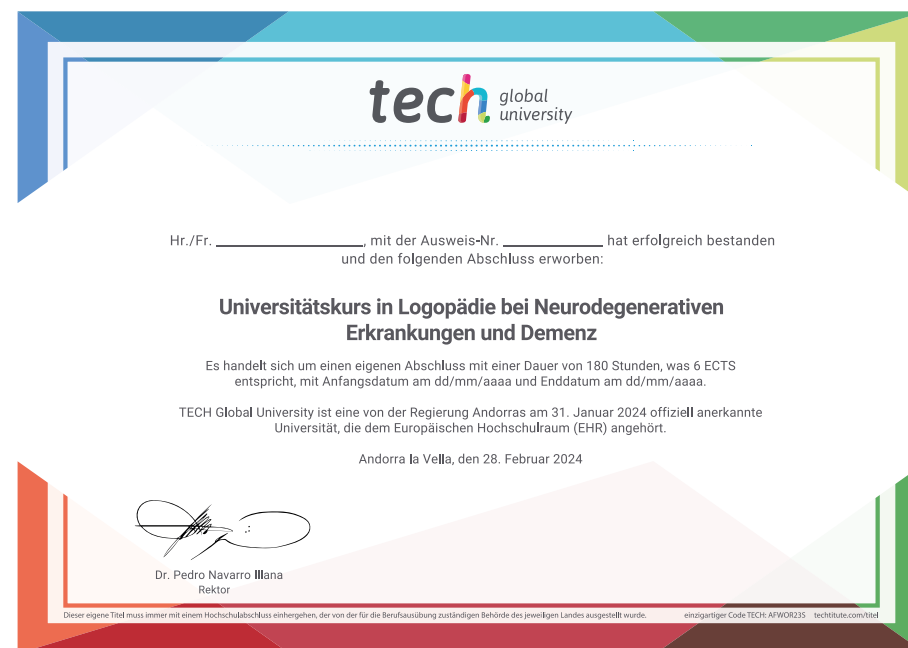 tech global university
Hr./Fr. ____________________, mit der Ausweis-Nr. ______________ hat erfolgreich bestanden
und den folgenden Abschluss erworben:
Universitätskurs in Logopädie bei Neurodegenerativen
Erkrankungen und Demenz
Es handelt sich um einen eigenen Abschluss mit einer Dauer von 180 Stunden, was 6 ECTS
entspricht, mit Anfangsdatum am dd/mm/aaaa und Enddatum am dd/mm/aaaa.
TECH Global University ist eine von der Regierung Andorras am 31. Januar 2024 offiziell anerkannte
Universität, die dem Europäischen Hochschulraum (EHR) angehört.
Andorra la Vella, den 28. Februar 2024
Dr. Pedro Navarro Illana
Rektor
Dieser eigene Titel muss immer mit einem Hochschulabschluss einhergehen, der von der für die Berufsausübung zuständigen Behörde des jeweiligen Landes ausgestellt wurde. einzigartiger Code TECH: AFWOR23S techtitute.com/titel